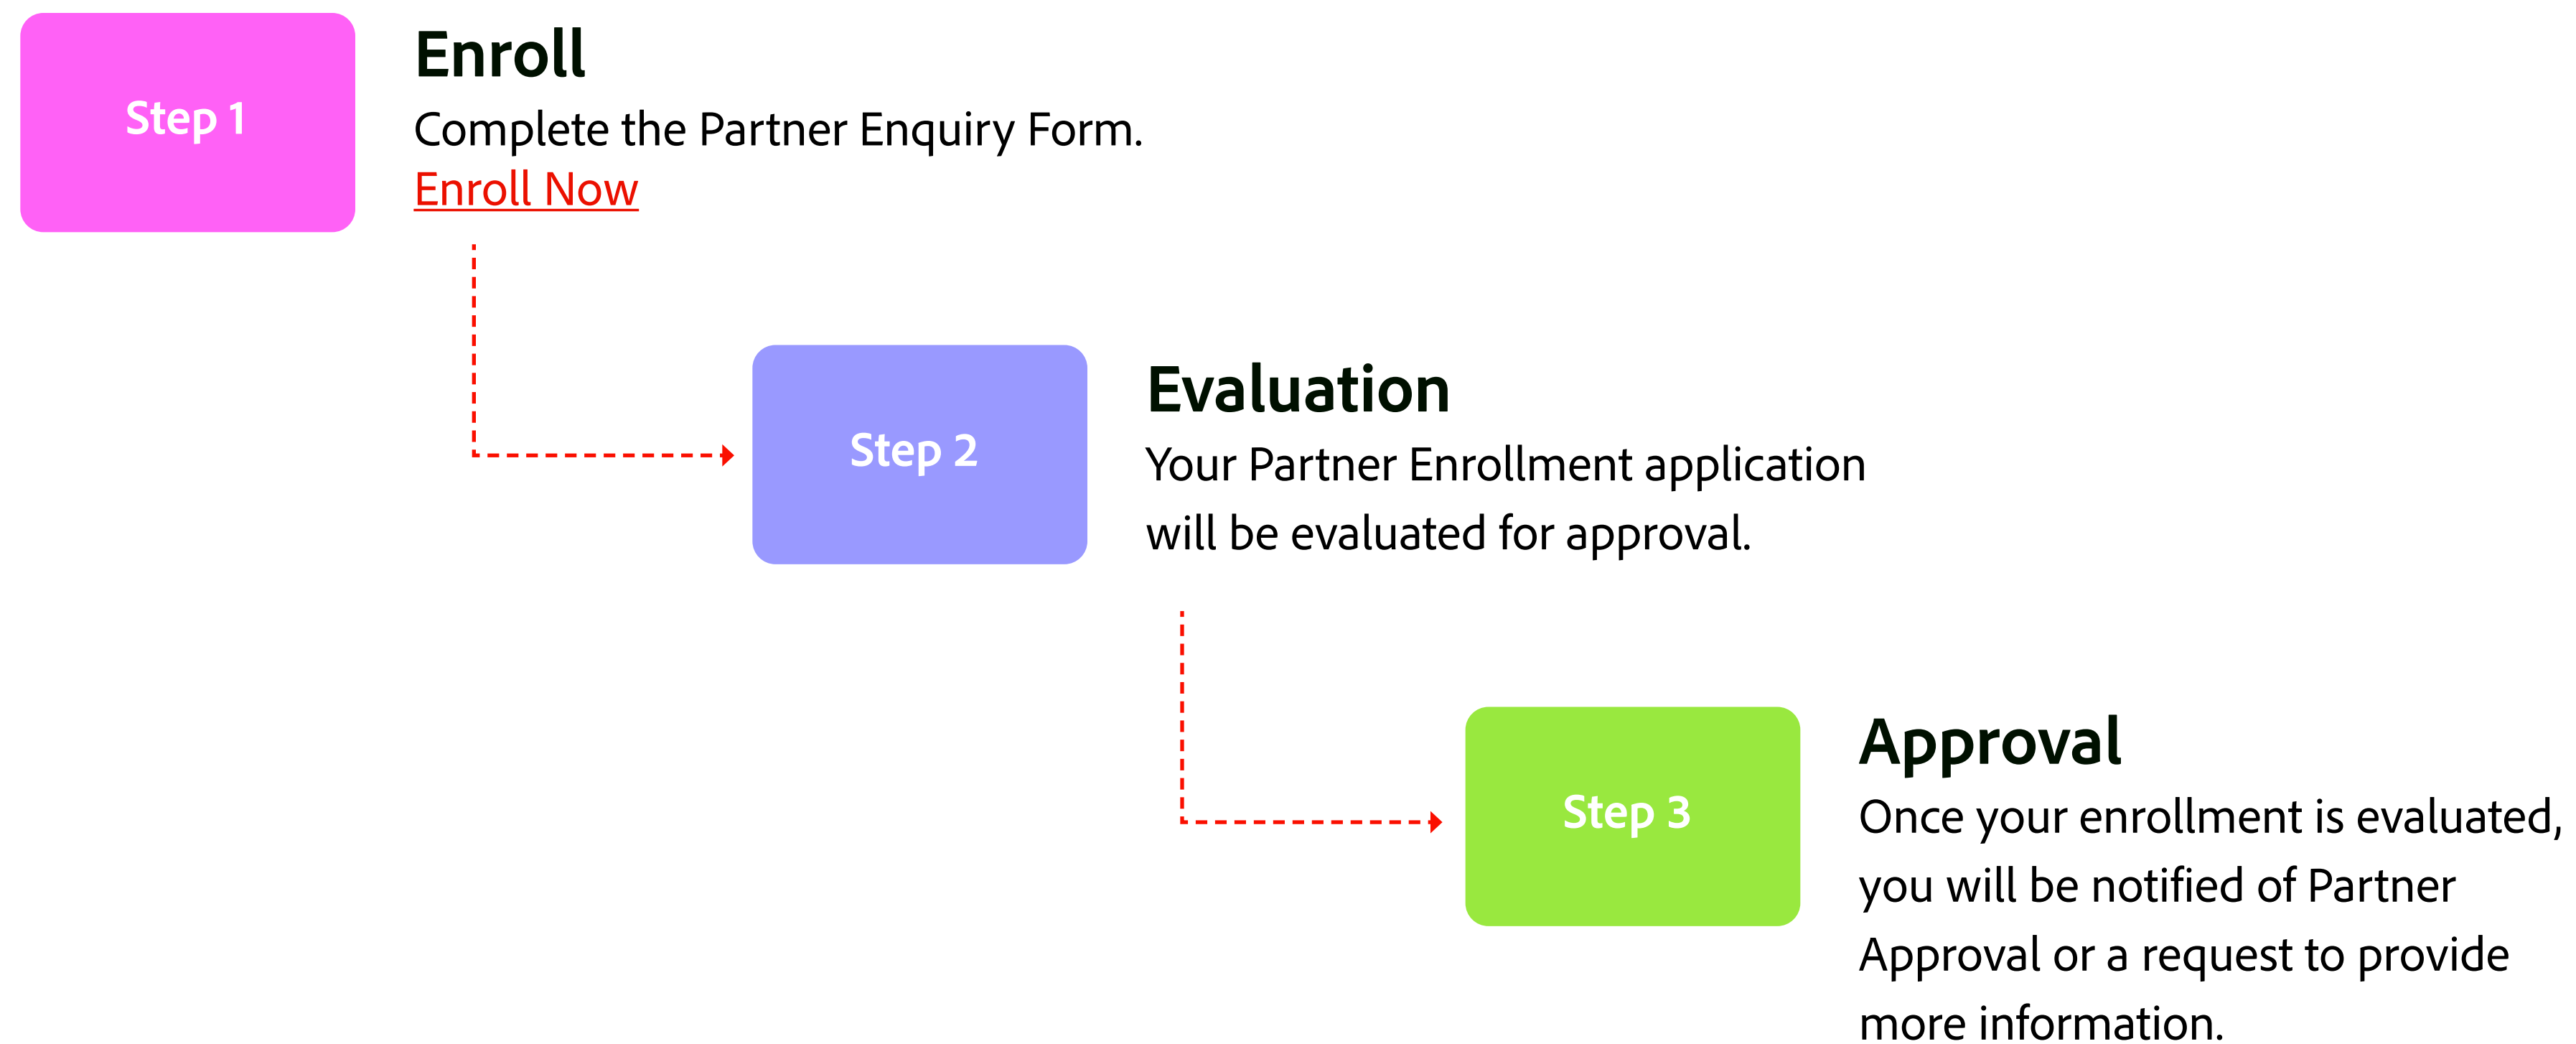 Step 1
Enroll
Complete the Partner Enquiry Form.
Enroll Now
Step 2
Evaluation
Your Partner Enrollment application
will be evaluated for approval.
Step 3
Approval
Once your enrollment is evaluated,
you will be notified of Partner
Approval or a request to provide
more information.